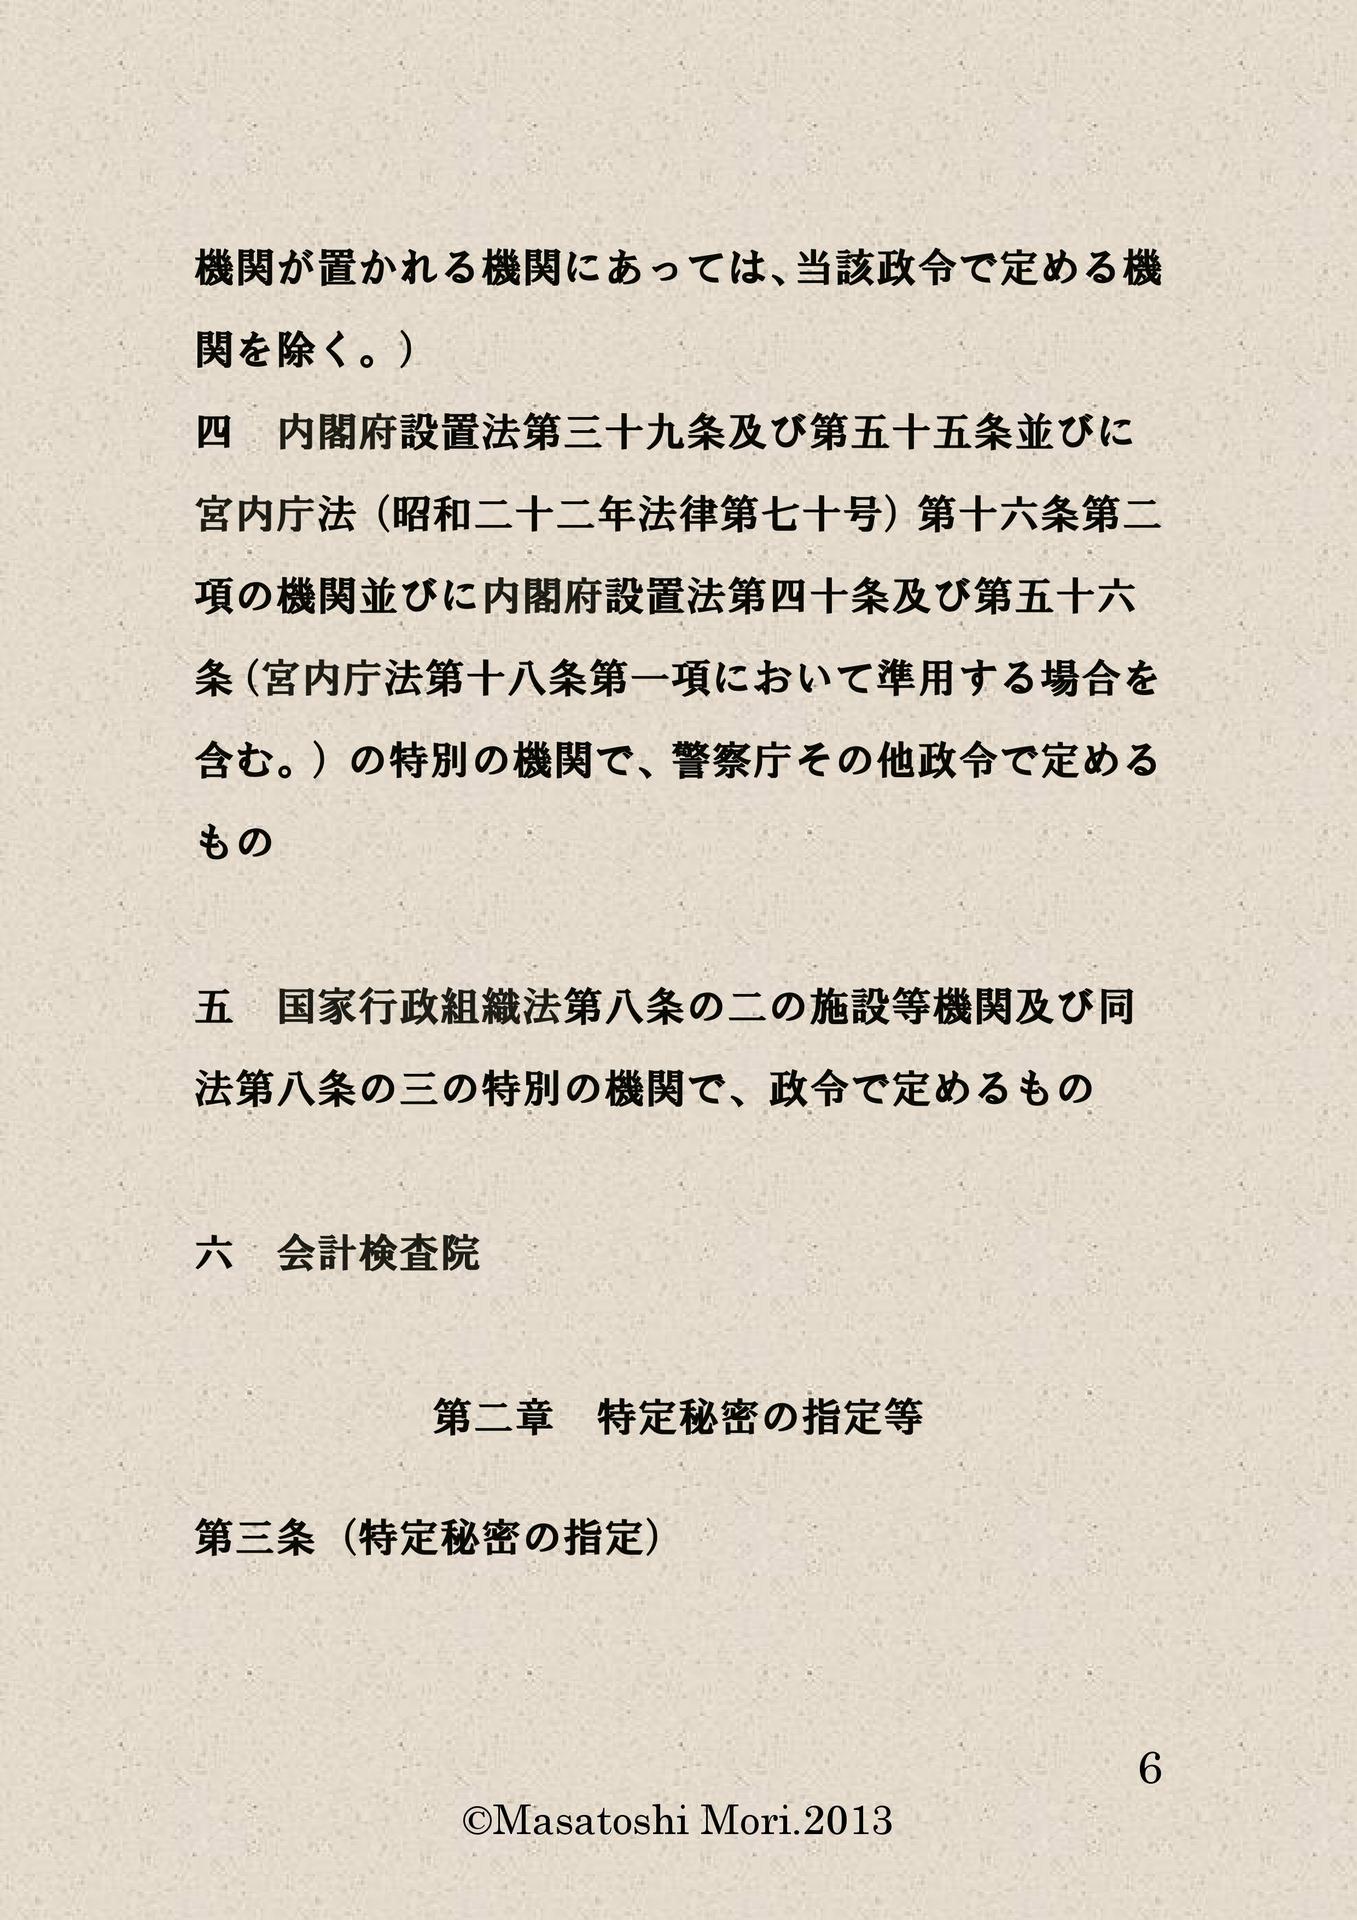 機関が置かれる機関にあっては、当該政令で定める機
関を除く。）
四　内閣府設置法第三十九条及び第五十五条並びに
宮内庁法（昭和二十二年法律第七十号）第十六条第二
項の機関並びに内閣府設置法第四十条及び第五十六
条（宮内庁法第十八条第一項において準用する場合を
含む。）の特別の機関で、警察庁その他政令で定める
もの
五　国家行政組織法第八条の二の施設等機関及び同
法第八条の三の特別の機関で、政令で定めるもの
六　会計検査院
第二章　特定秘密の指定等
第三条（特定秘密の指定）
6
©Masatoshi Mori.2013